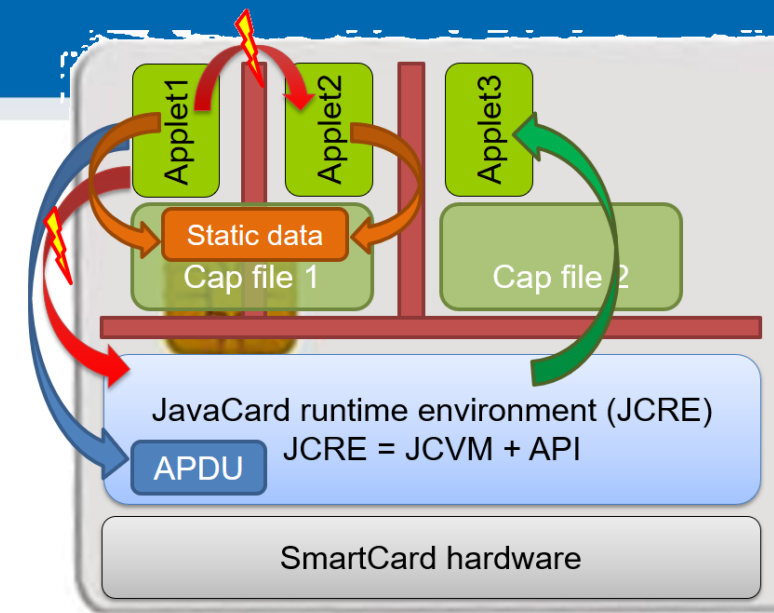 Applet1
Applet2
Applet3
Static data
Cap file 1
Cap file 2
JavaCard runtime environment (JCRE)
JCRE = JCVM + API
APDU
SmartCard hardware